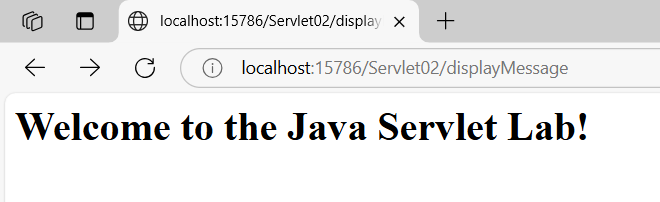 localhost:15786/Servlet02/display
localhost:15786/Servlet02/displayMessage
Welcome to the Java Servlet Lab!